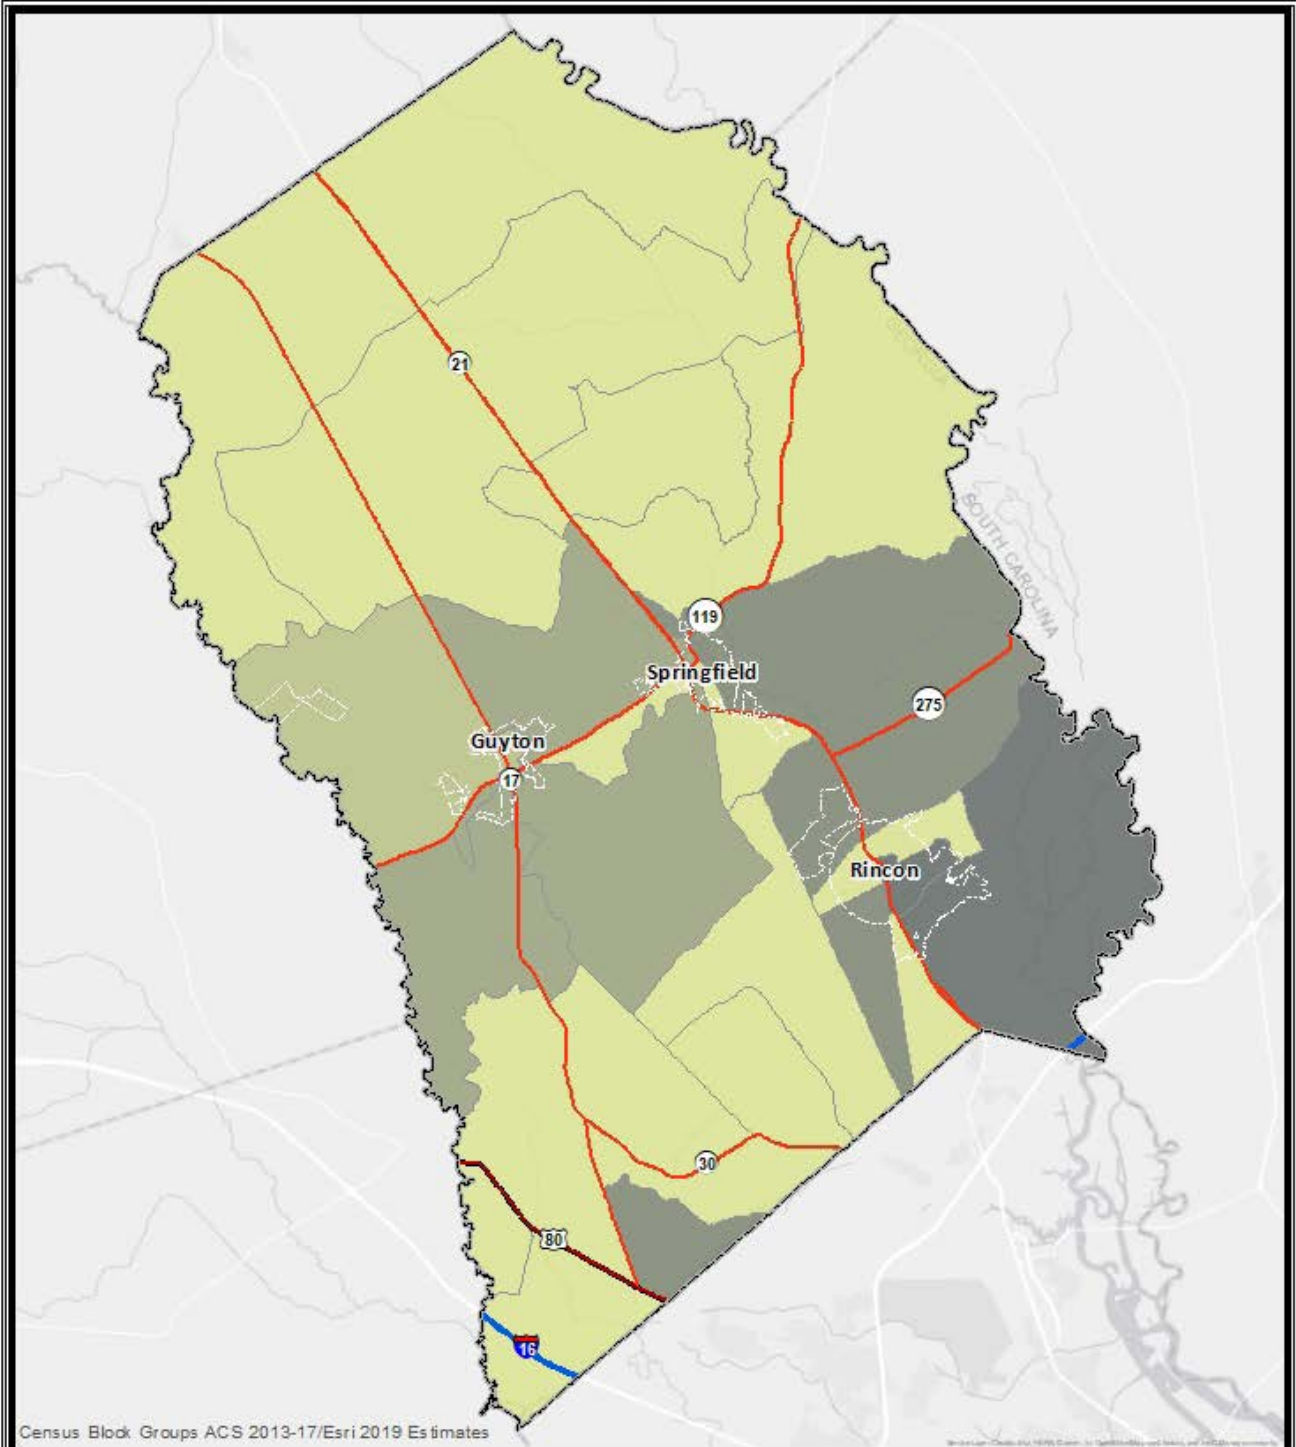 21
GEORGIA
SOUTH CAROLINA
119
Springfield
275
Guyton
17
Rincon
30
80
16
Census Block Groups ACS 2013-17/Esri 2019 Estimates